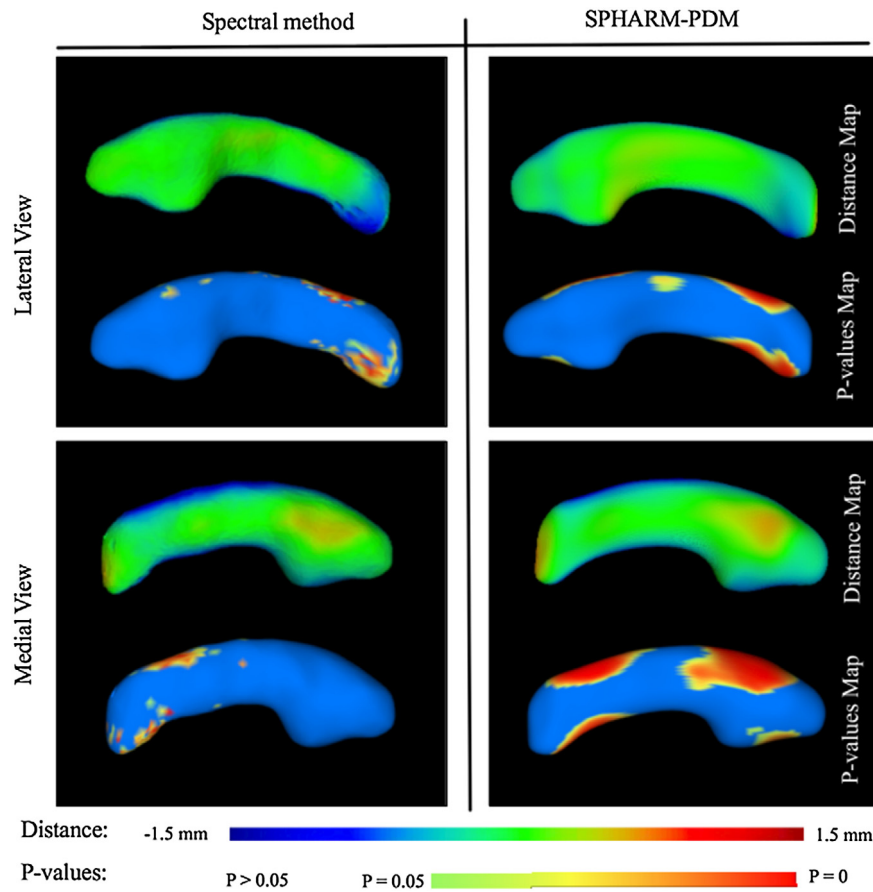 Spectral method
SPHARM-PDM
Lateral View
Distance Map
P-values Map
Medial View
Distance Map
P-values Map
Distance:
-1.5 mm
1.5 mm
P-values:
P > 0.05
P = 0.05
P = 0